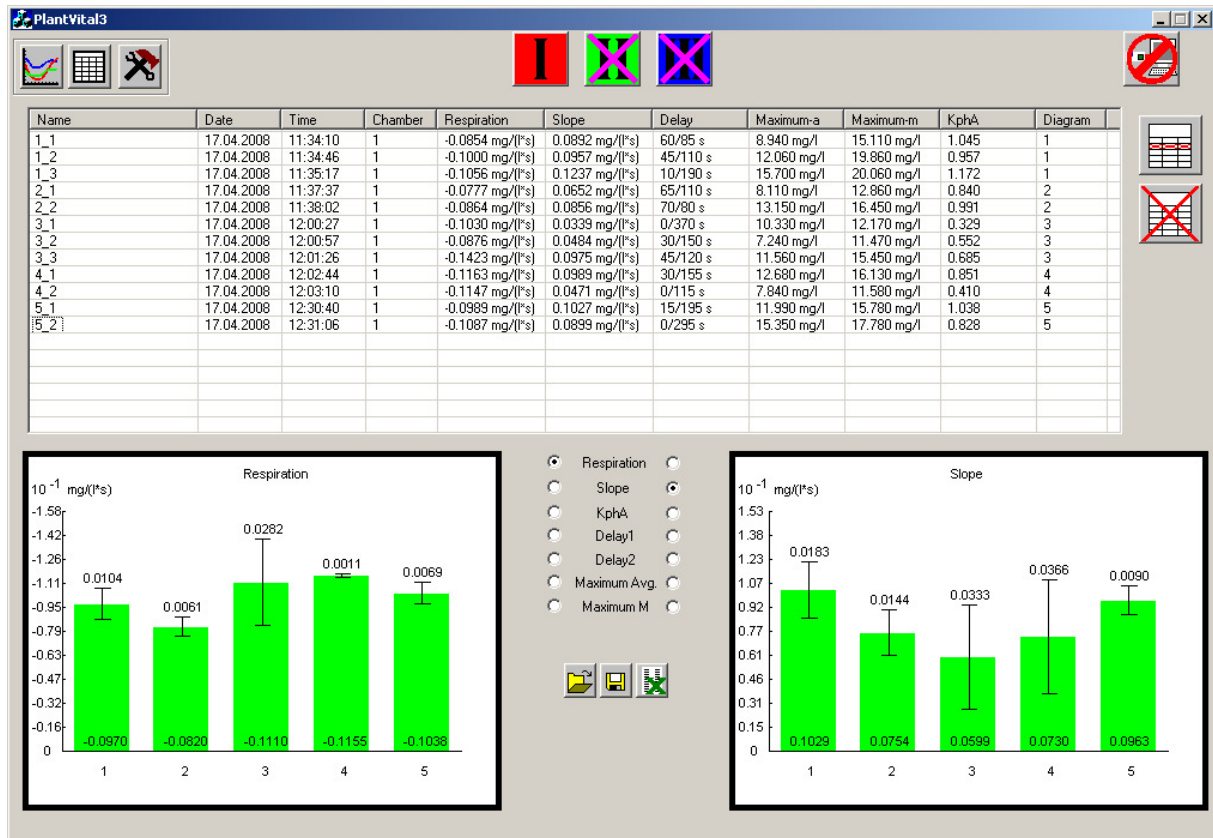 PlantVital3
I II III
Name Date Time Chamber Respiration Slope Delay Maximum-a Maximum-m KphA Diagram
1_1 17.04.2008 11:34:10 1 -0.0854 mg/(l*s) 0.0892 mg/(l*s) 60/85 s 8.940 mg/l 15.110 mg/l 1.045 1
1_2 17.04.2008 11:34:46 1 -0.1000 mg/(l*s) 0.0957 mg/(l*s) 45/110 s 12.060 mg/l 19.860 mg/l 0.957 1
1_3 17.04.2008 11:35:17 1 -0.1056 mg/(l*s) 0.1237 mg/(l*s) 10/190 s 15.700 mg/l 20.060 mg/l 1.172 1
2_1 17.04.2008 11:37:37 1 -0.0777 mg/(l*s) 0.0652 mg/(l*s) 65/110 s 8.110 mg/l 12.860 mg/l 0.840 2
2_2 17.04.2008 11:38:02 1 -0.0864 mg/(l*s) 0.0856 mg/(l*s) 70/80 s 13.150 mg/l 16.450 mg/l 0.991 2
3_1 17.04.2008 12:00:27 1 -0.1030 mg/(l*s) 0.0339 mg/(l*s) 0/370 s 10.330 mg/l 12.170 mg/l 0.329 3
3_2 17.04.2008 12:00:57 1 -0.0876 mg/(l*s) 0.0484 mg/(l*s) 30/150 s 7.240 mg/l 11.470 mg/l 0.552 3
3_3 17.04.2008 12:01:26 1 -0.1423 mg/(l*s) 0.0975 mg/(l*s) 45/120 s 11.560 mg/l 15.450 mg/l 0.685 3
4_1 17.04.2008 12:02:44 1 -0.1163 mg/(l*s) 0.0989 mg/(l*s) 30/155 s 12.680 mg/l 16.130 mg/l 0.851 4
4_2 17.04.2008 12:03:10 1 -0.1147 mg/(l*s) 0.0471 mg/(l*s) 0/115 s 7.840 mg/l 11.580 mg/l 0.410 4
5_1 17.04.2008 12:30:40 1 -0.0989 mg/(l*s) 0.1027 mg/(l*s) 15/195 s 11.990 mg/l 15.780 mg/l 1.038 5
5_2 17.04.2008 12:31:06 1 -0.1087 mg/(l*s) 0.0899 mg/(l*s) 0/295 s 15.350 mg/l 17.780 mg/l 0.828 5
Respiration
10 -1 mg/(l*s)
-1.58
-1.42
-1.26
-1.11
-0.95
-0.79
-0.63
-0.47
-0.32
-0.16
0
0.0104 0.0061 0.0282 0.0011 0.0069
-0.0970 -0.0820 -0.1110 -0.1155 -0.1038
1 2 3 4 5
Respiration
Slope
KphA
Delay1
Delay2
Maximum Avg.
Maximum M
Slope
10 -1 mg/(l*s)
1.53
1.38
1.23
1.07
0.92
0.77
0.61
0.46
0.31
0.15
0
0.0183 0.0144 0.0333 0.0366 0.0090
0.1029 0.0754 0.0599 0.0730 0.0963
1 2 3 4 5